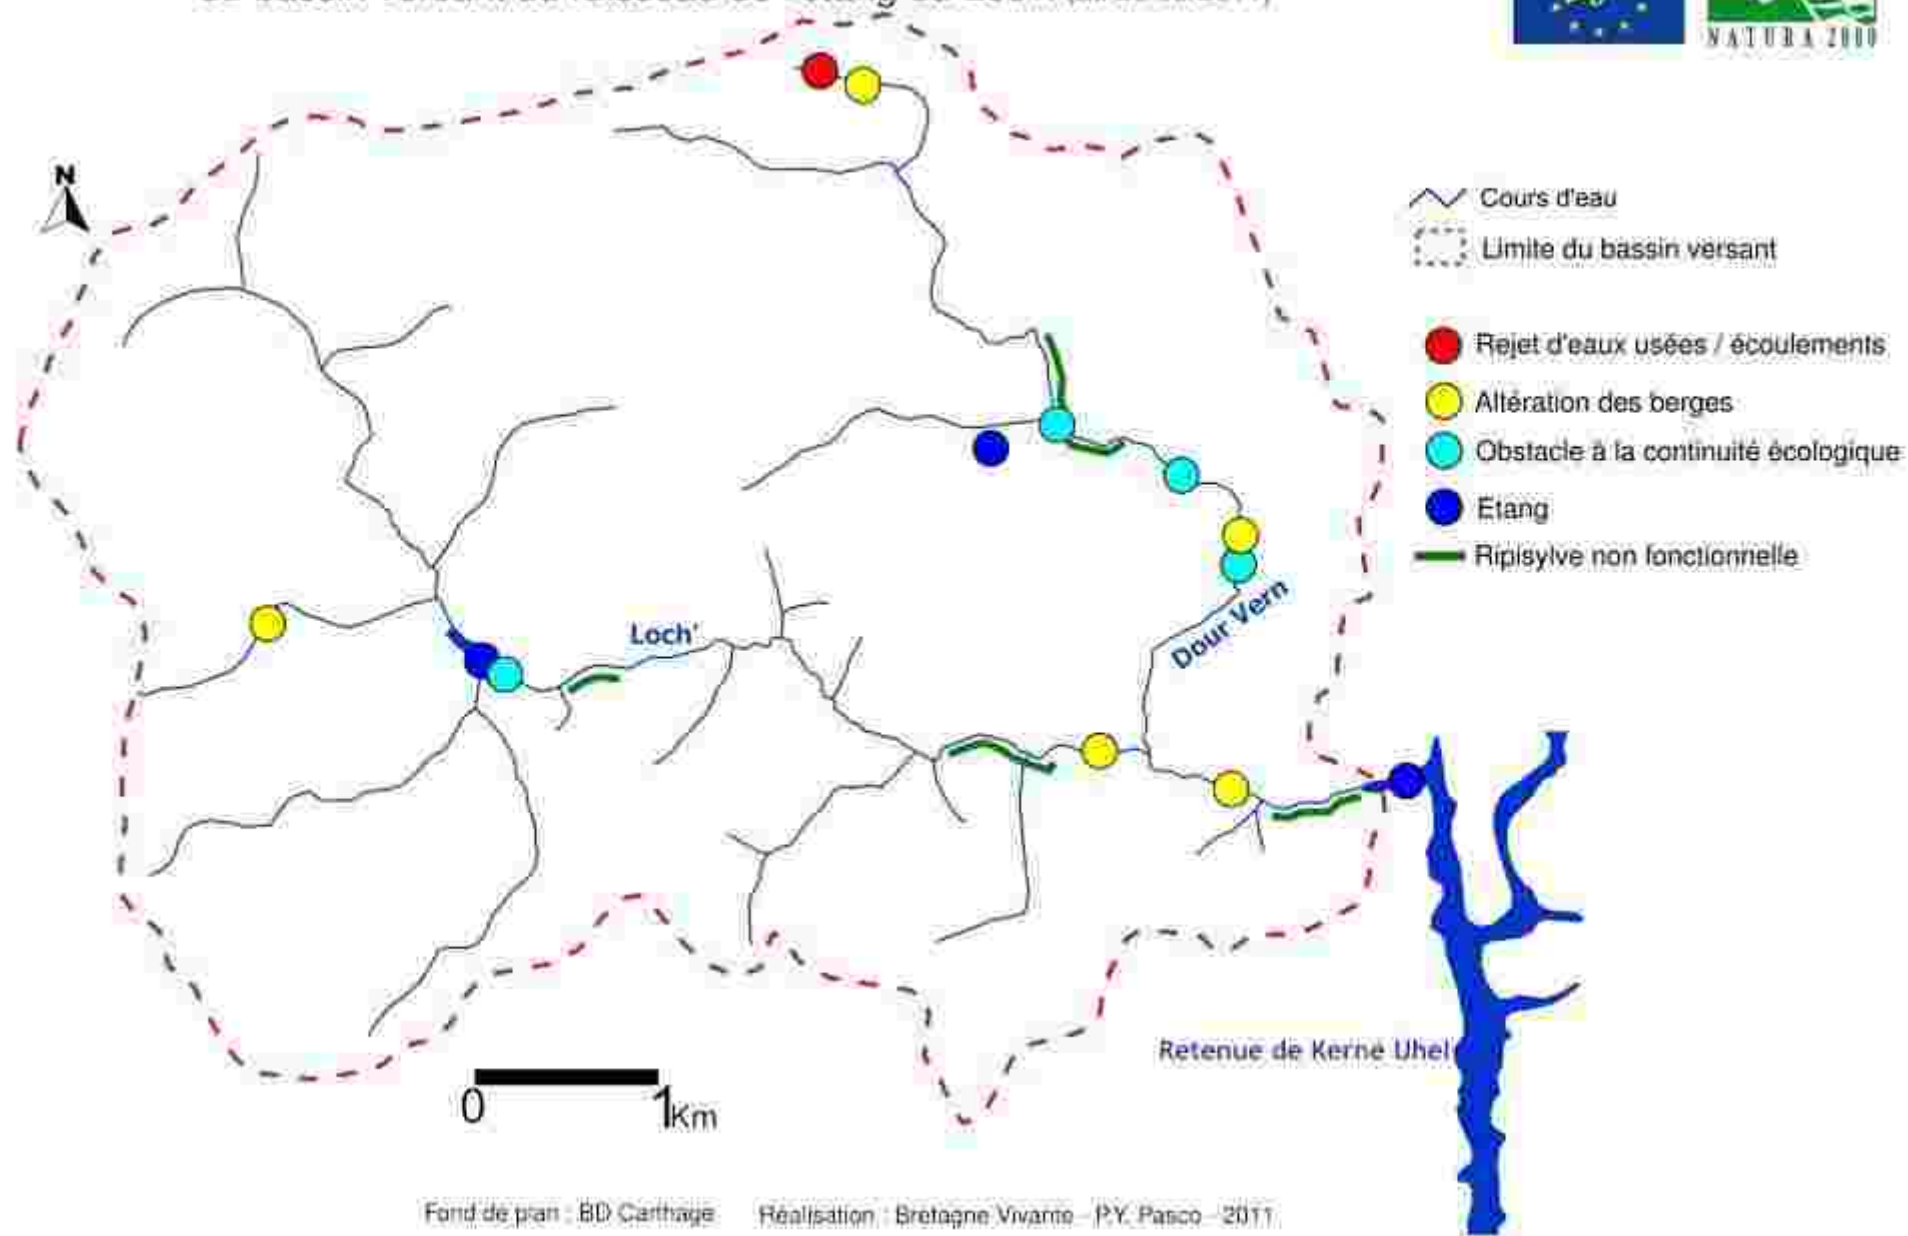 NATURA 2000
N
Cours d'eau
Limite du bassin versant
Rejet d'eaux usées / écoulements
Altération des berges
Obstacle à la continuité écologique
Etang
Ripisylve non fonctionnelle
Loch'
Dour Vern
Retenue de Kerne Uhel
0 1Km
Fond de plan : BD Carthage Réalisation : Bretagne Vivante - P.Y. Pasco - 2011